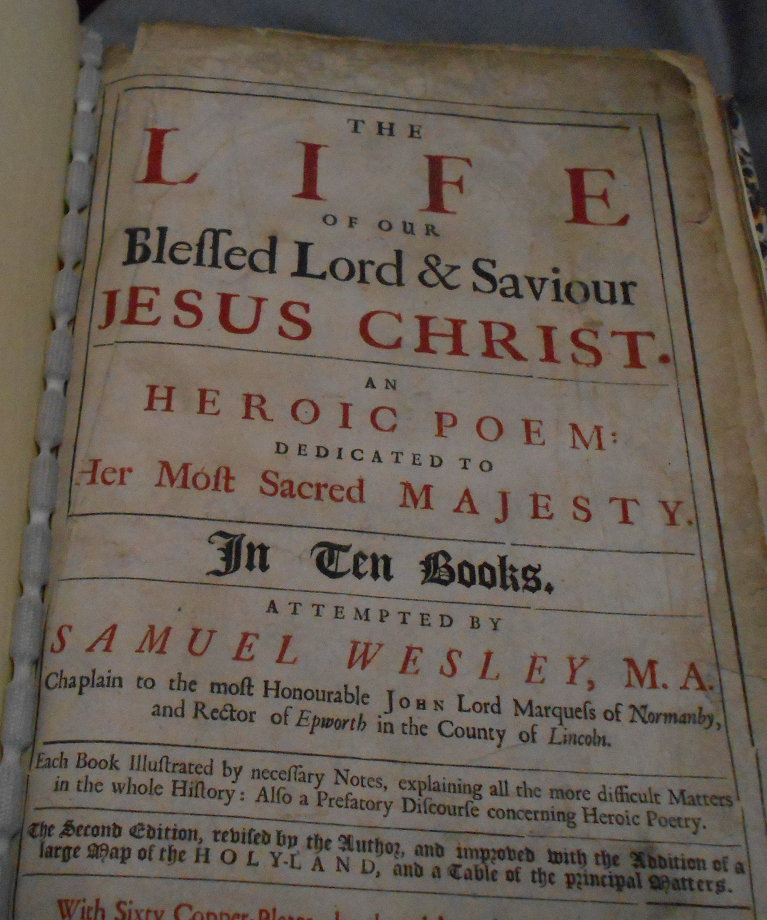 THE
LIFE
OF OUR
Bleſſed Lord & Saviour
JESUS CHRIST.
AN
HEROIC POEM:
DEDICATED TO
Her Moſt Sacred MAJESTY.
In Ten Books.
ATTEMPTED BY
SAMUEL WESLEY, M. A.
Chaplain to the moſt Honourable JOHN Lord Marqueſs of Normanby,
and Rector of Epworth in the County of Lincoln.
Each Book Illuſtrated by neceſſary Notes, explaining all the more difficult Matters
in the whole Hiſtory: Alſo a Prefatory Diſcourſe concerning Heroic Poetry.
The Second Edition, reviſed by the Author, and improved with the Addition of a
large Map of the HOLY-LAND, and a Table of the principal Matters.
With Sixty Copper-Plates